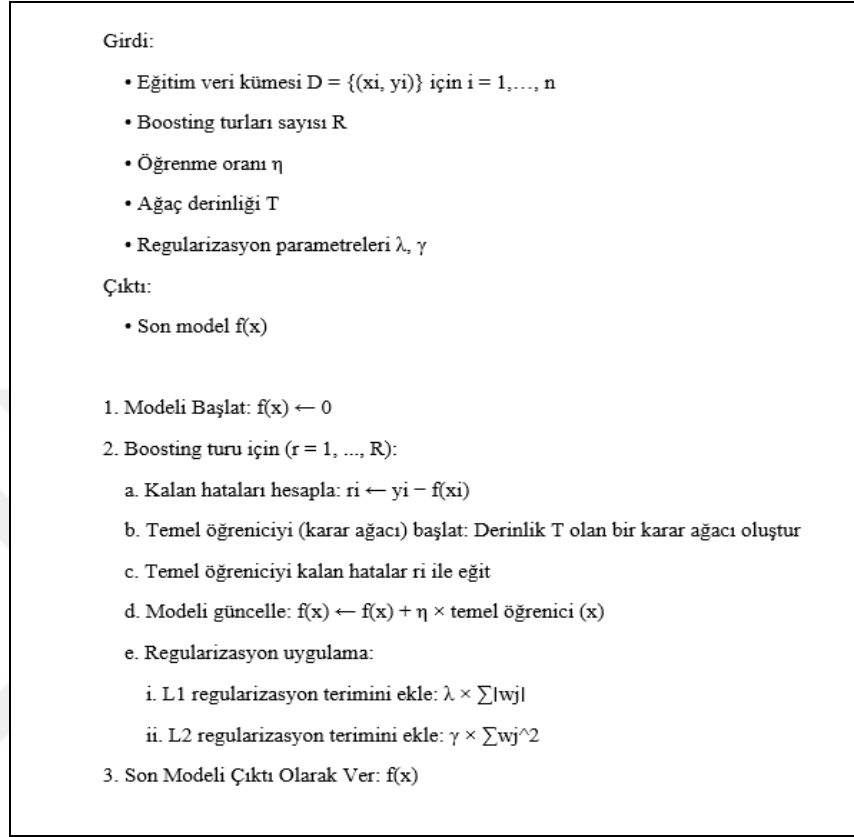 Girdi:
• Eğitim veri kümesi D = {(xi, yi)} için i = 1,…, n
• Boosting turları sayısı R
• Öğrenme oranı η
• Ağaç derinliği T
• Regularizasyon parametreleri λ, γ
Çıktı:
• Son model f(x)
1. Modeli Başlat: f(x) ← 0
2. Boosting turu için (r = 1, ..., R):
a. Kalan hataları hesapla: ri ← yi − f(xi)
b. Temel öğreniciyi (karar ağacı) başlat: Derinlik T olan bir karar ağacı oluştur
c. Temel öğreniciyi kalan hatalar ri ile eğit
d. Modeli güncelle: f(x) ← f(x) + η × temel öğrenici (x)
e. Regularizasyon uygulama:
i. L1 regularizasyon terimini ekle: λ × ∑|wj|
ii. L2 regularizasyon terimini ekle: γ × ∑wj^2
3. Son Modeli Çıktı Olarak Ver: f(x)